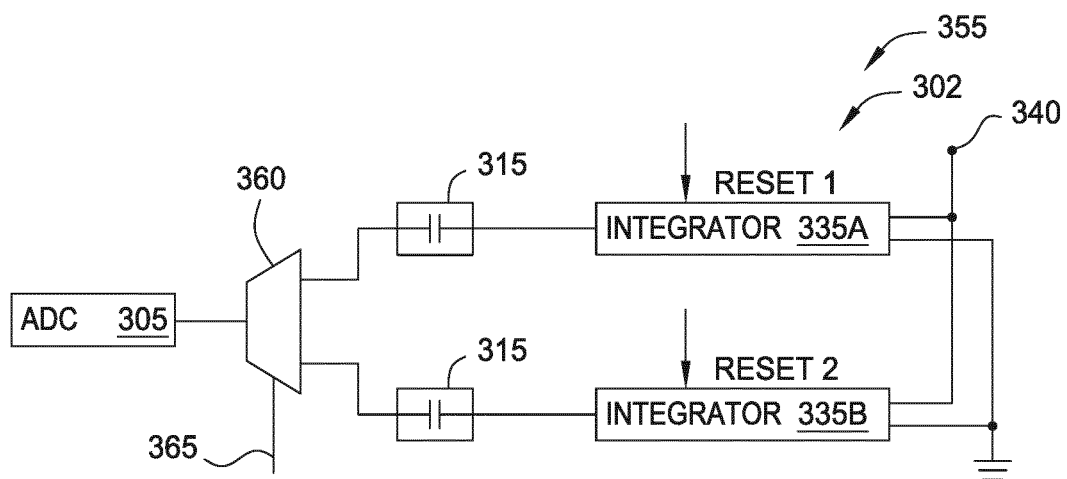 355
302
340
315
360
RESET 1
INTEGRATOR 335A
ADC 305
315
RESET 2
INTEGRATOR 335B
365